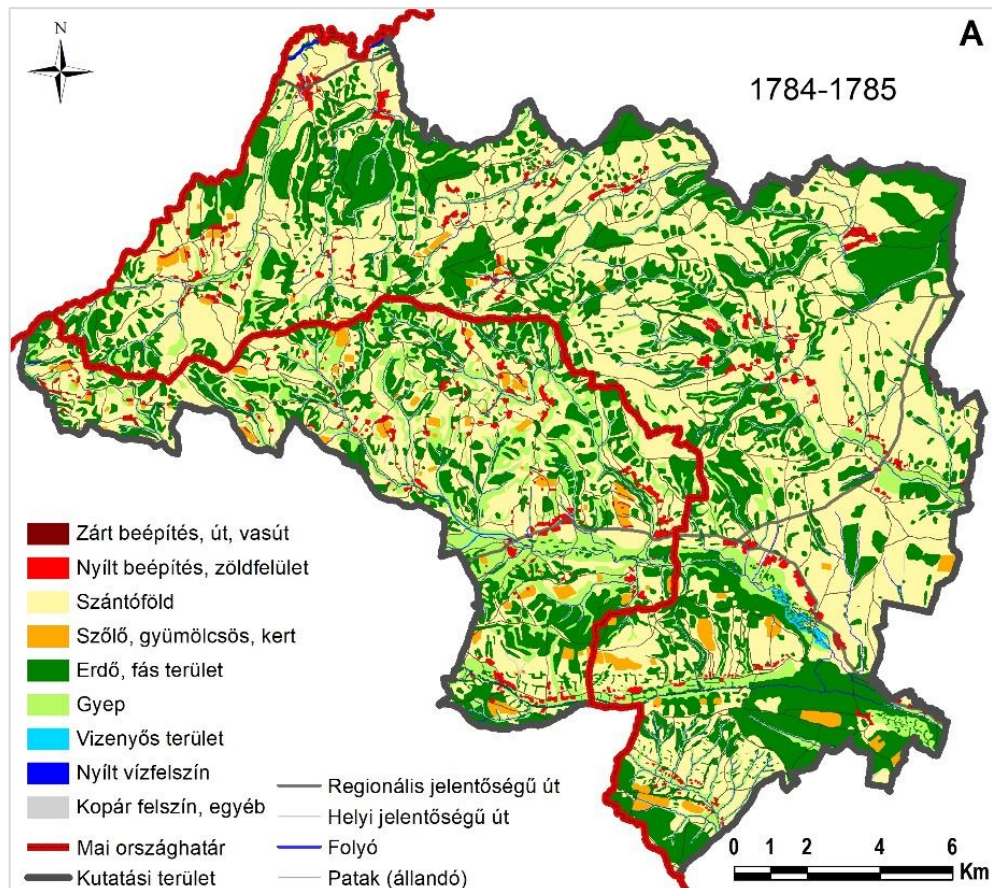 N
A
1784-1785
Zárt beépítés, út, vasút
Nyílt beépítés, zöldfelület
Szántóföld
Szőlő, gyümölcsös, kert
Erdő, fás terület
Gyep
Vizenyős terület
Nyílt vízfelszín
Kopár felszín, egyéb
Mai országhatár
Kutatási terület
Regionális jelentőségű út
Helyi jelentőségű út
Folyó
Patak (állandó)
0 1 2 4 6
Km